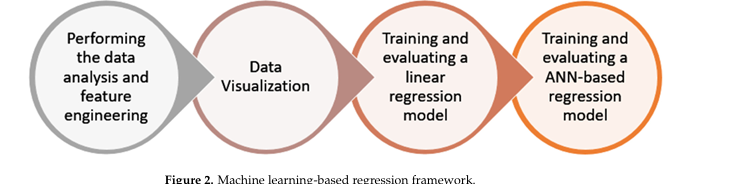 Performing
the data
analysis and
feature
engineering
Data
Visualization
Training and
evaluating a
linear
regression
model
Training and
evaluating a
ANN-based
regression
model
Figure 2. Machine learning-based regression framework.